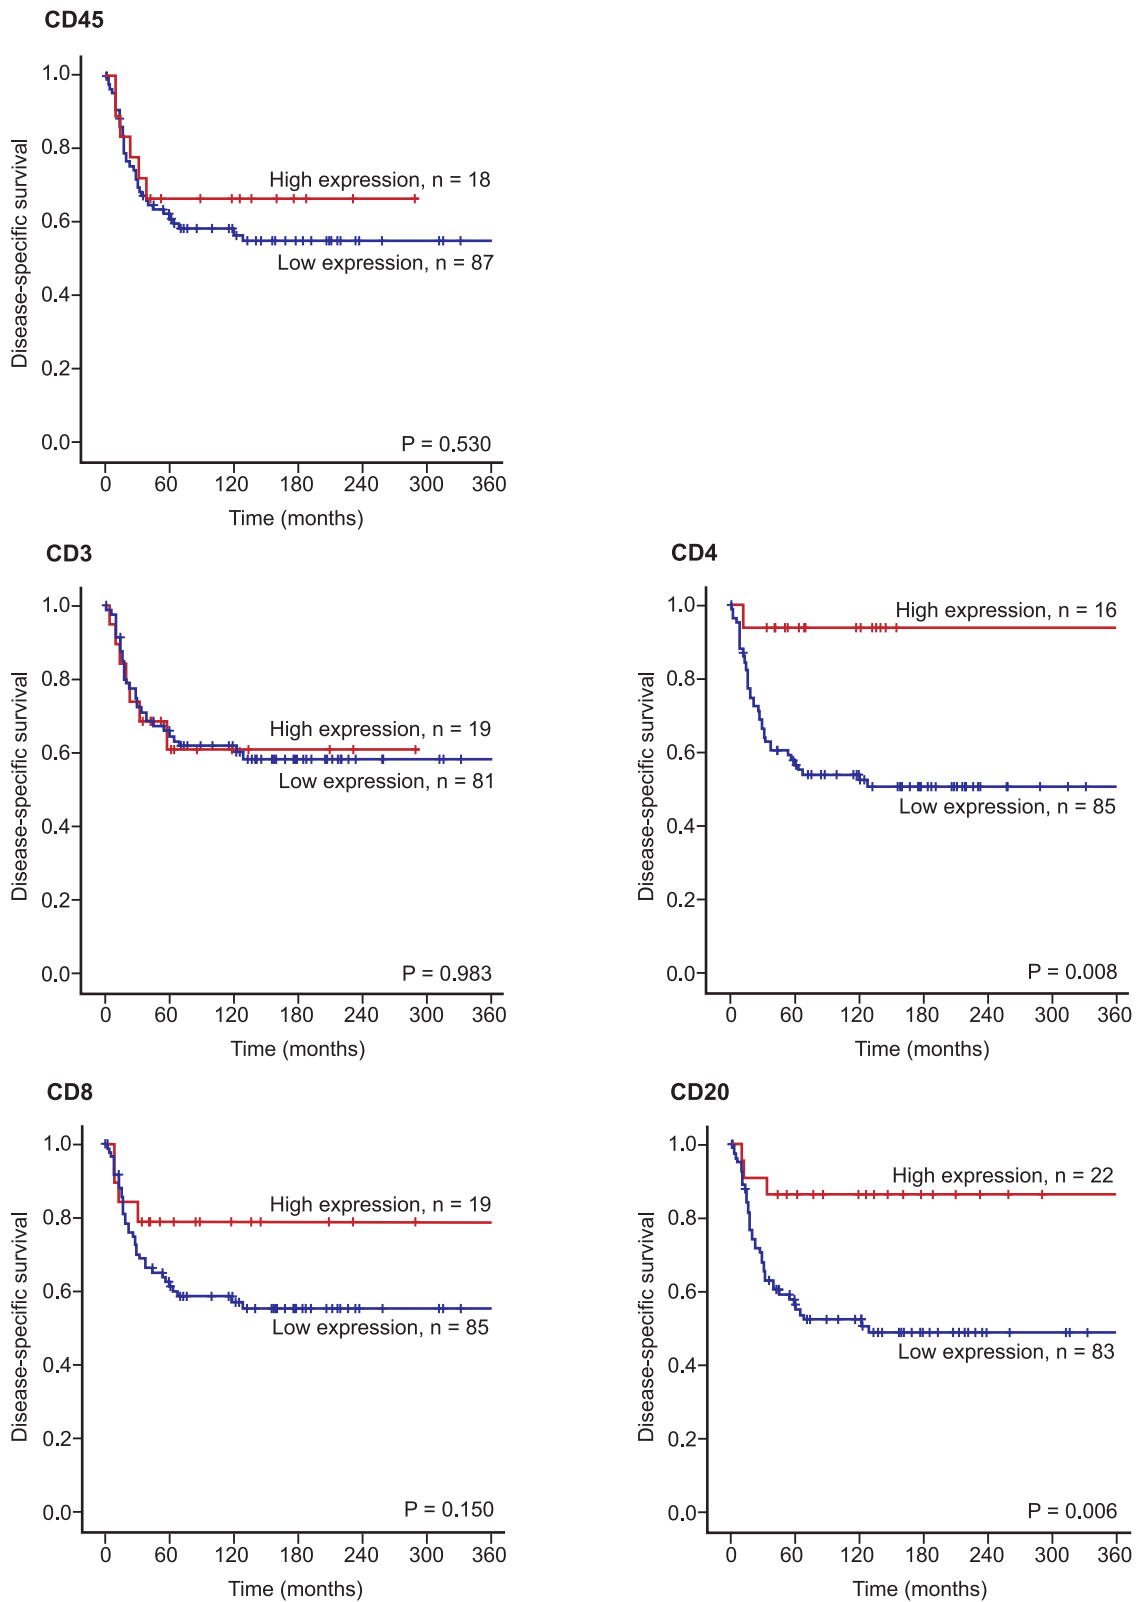 CD45
Disease-specific survival
1.0
0.8
0.6
0.4
0.2
0.0
High expression, n = 18
Low expression, n = 87
P = 0.530
0 60 120 180 240 300 360
Time (months)
CD3
Disease-specific survival
1.0
0.8
0.6
0.4
0.2
0.0
High expression, n = 19
Low expression, n = 81
P = 0.983
0 60 120 180 240 300 360
Time (months)
CD4
Disease-specific survival
1.0
0.8
0.6
0.4
0.2
0.0
High expression, n = 16
Low expression, n = 85
P = 0.008
0 60 120 180 240 300 360
Time (months)
CD8
Disease-specific survival
1.0
0.8
0.6
0.4
0.2
0.0
High expression, n = 19
Low expression, n = 85
P = 0.150
0 60 120 180 240 300 360
Time (months)
CD20
Disease-specific survival
1.0
0.8
0.6
0.4
0.2
0.0
High expression, n = 22
Low expression, n = 83
P = 0.006
0 60 120 180 240 300 360
Time (months)